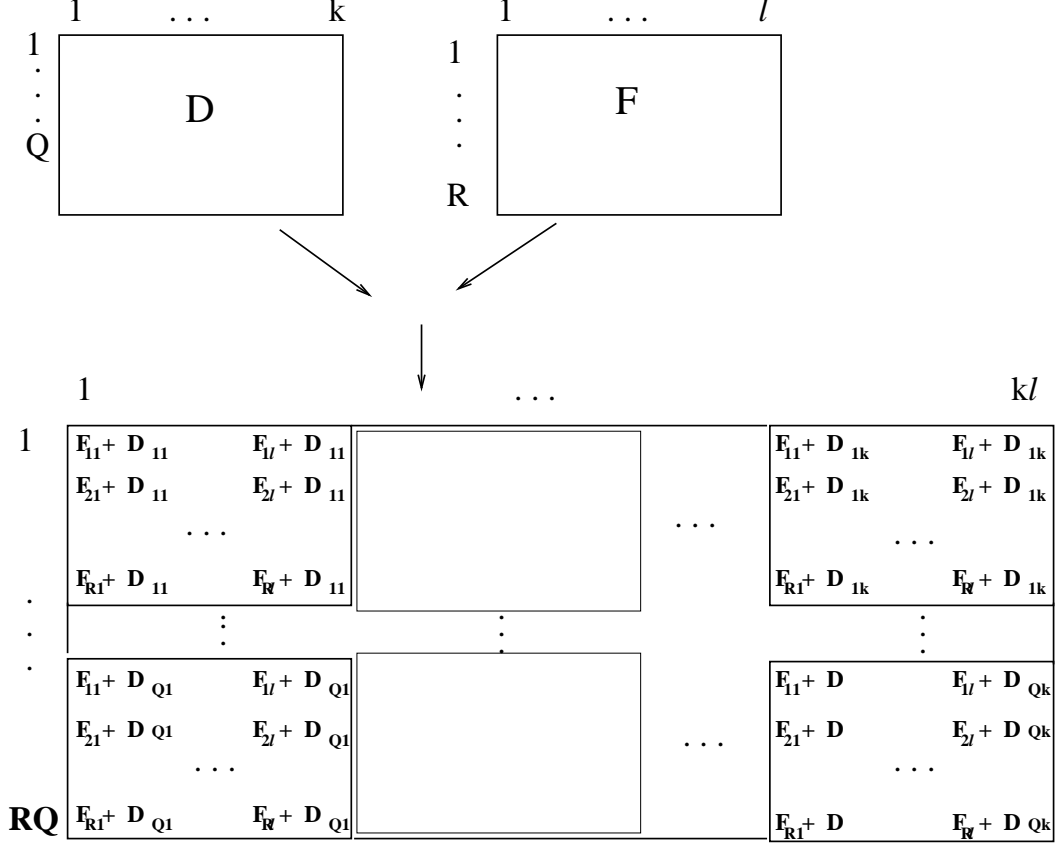 1 . . . k 1 . . . l
1
.
.
.
Q
D
1
.
.
.
R
F
1 . . . kl
1
F11 + D 11 F1l + D 11
F21 + D 11 F2l + D 11
. . .
FR1 + D 11 FRl + D 11
. . .
F11 + D 1k F1l + D 1k
F21 + D 1k F2l + D 1k
. . .
FR1 + D 1k FRl + D 1k
.
.
.
F11 + D Q1 F1l + D Q1
F21 + D Q1 F2l + D Q1
. . .
RQ FR1 + D Q1 FRl + D Q1
. . .
F11 + D F1l + D Qk
F21 + D F2l + D Qk
. . .
FR1 + D FRl + D Qk